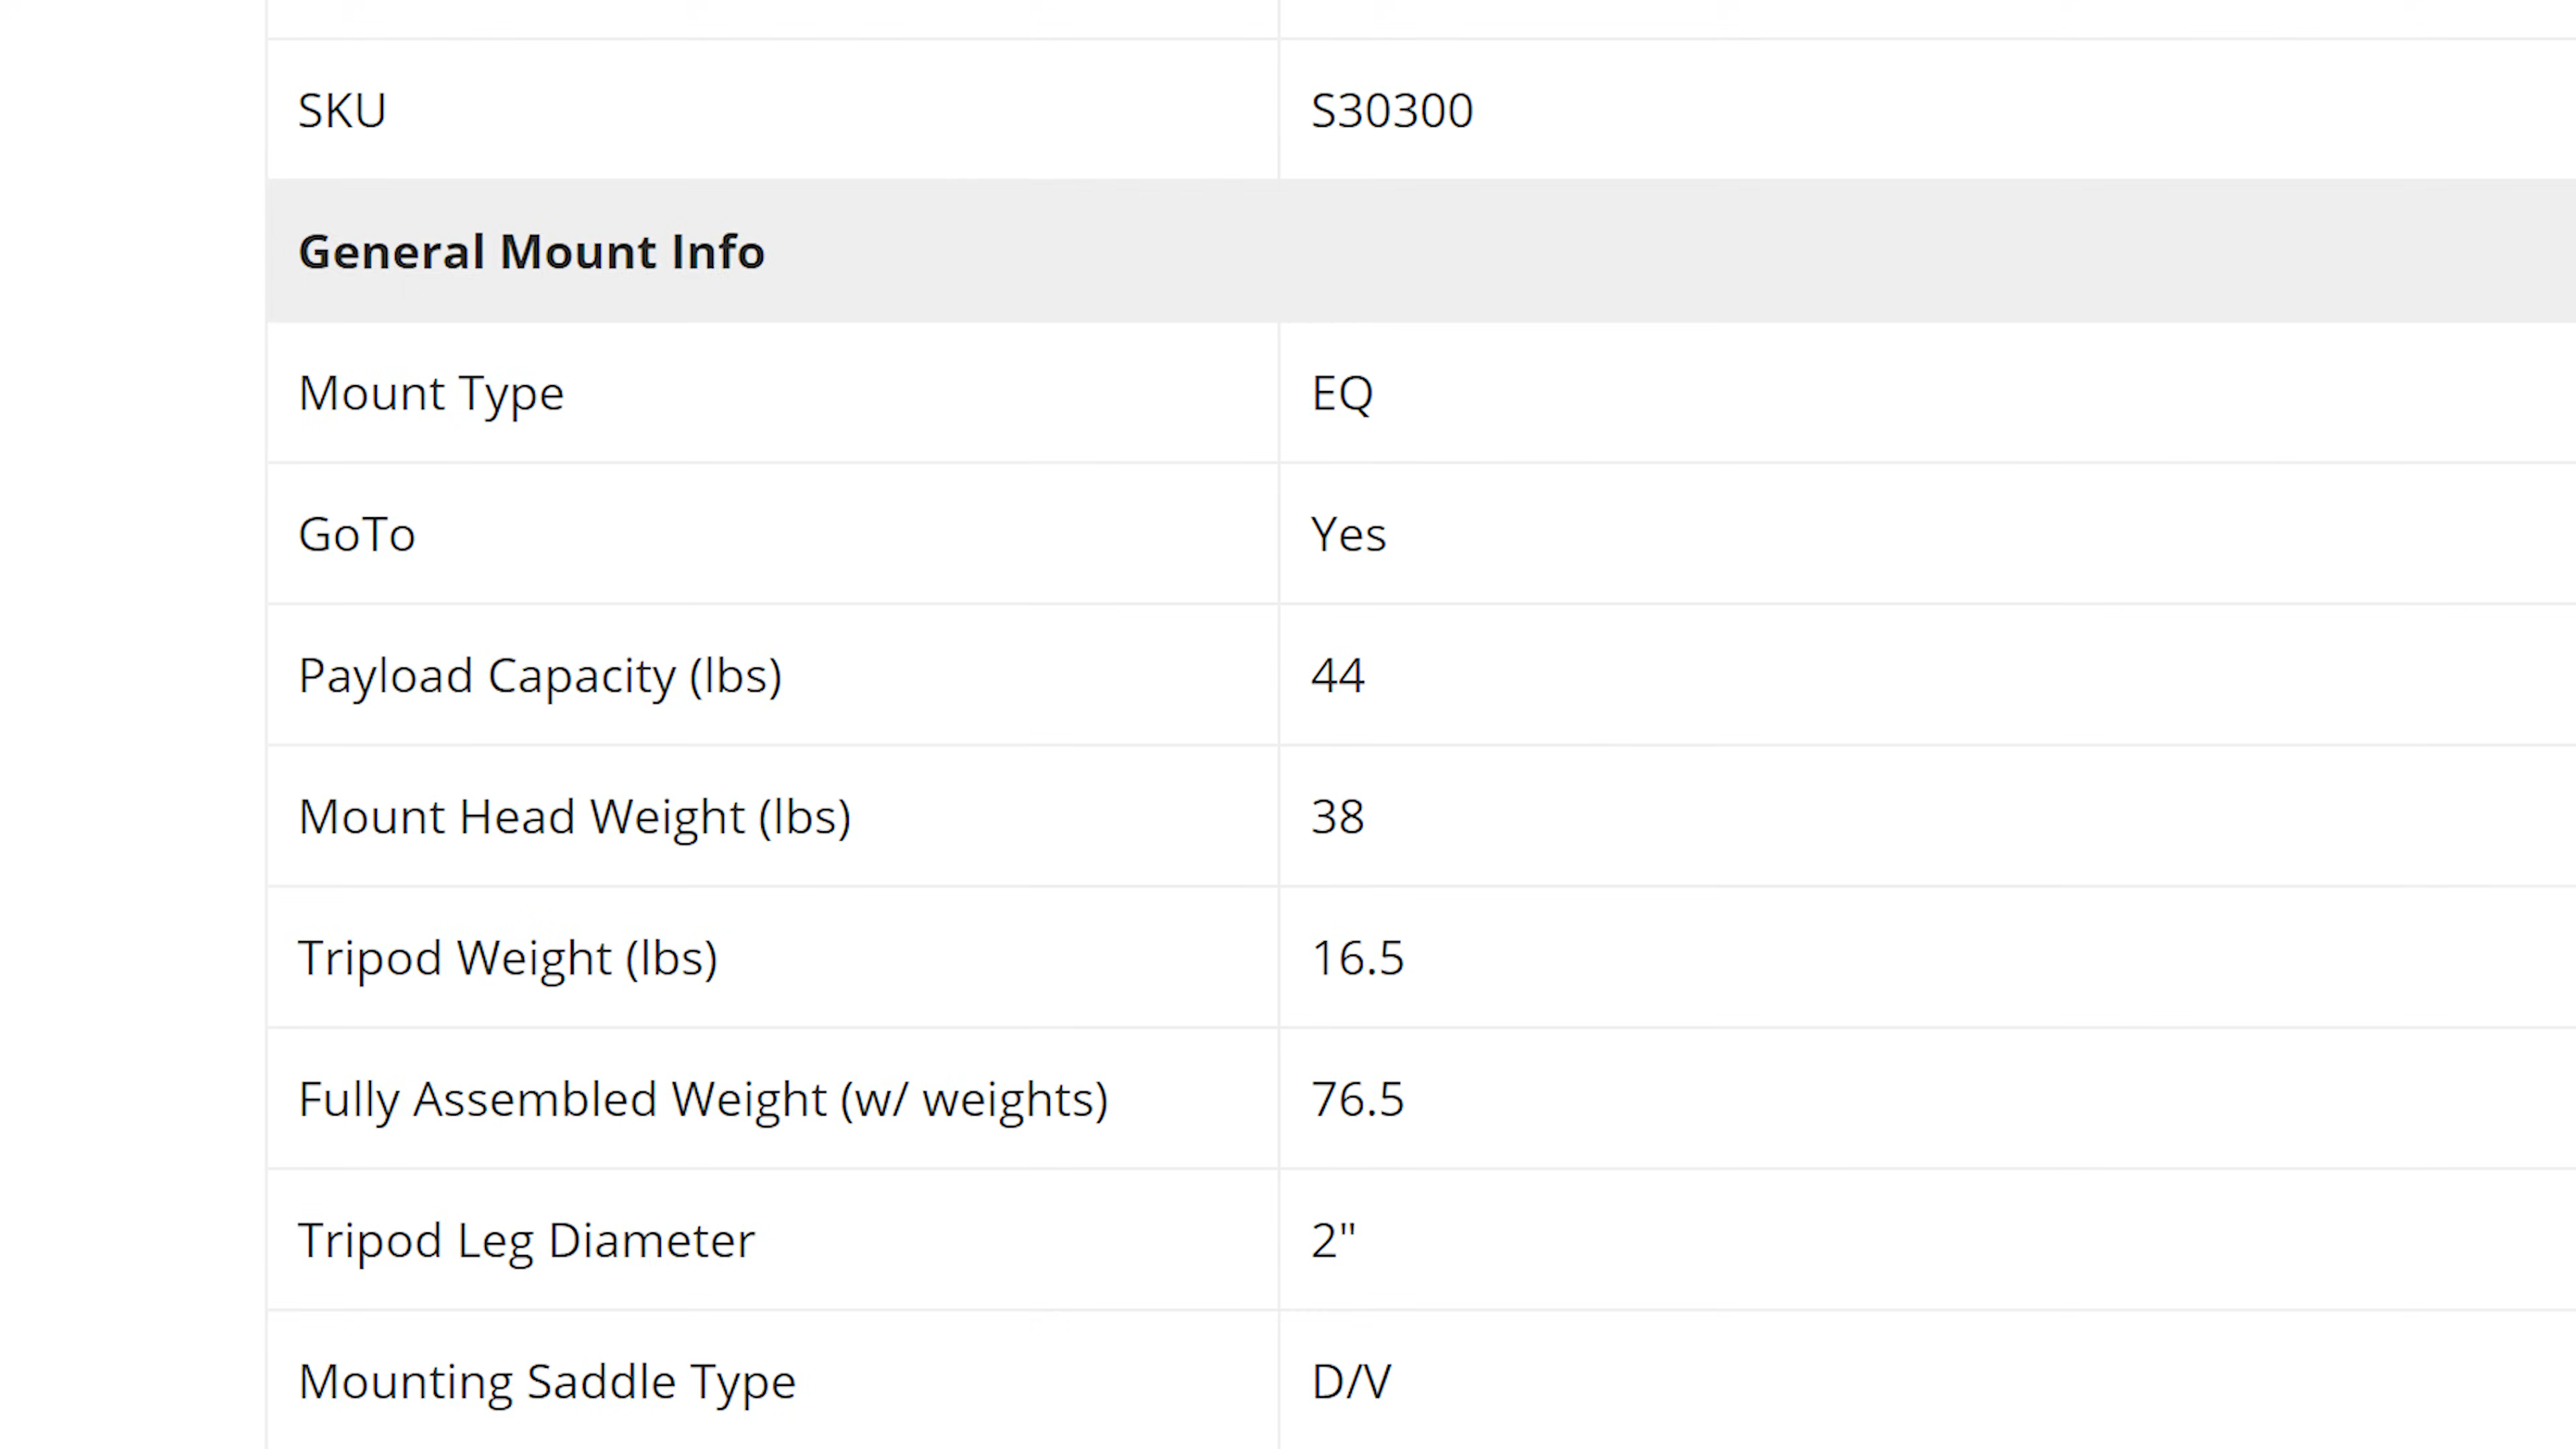 SKU S30300
General Mount Info
Mount Type EQ
GoTo Yes
Payload Capacity (lbs) 44
Mount Head Weight (lbs) 38
Tripod Weight (lbs) 16.5
Fully Assembled Weight (w/ weights) 76.5
Tripod Leg Diameter 2"
Mounting Saddle Type D/V